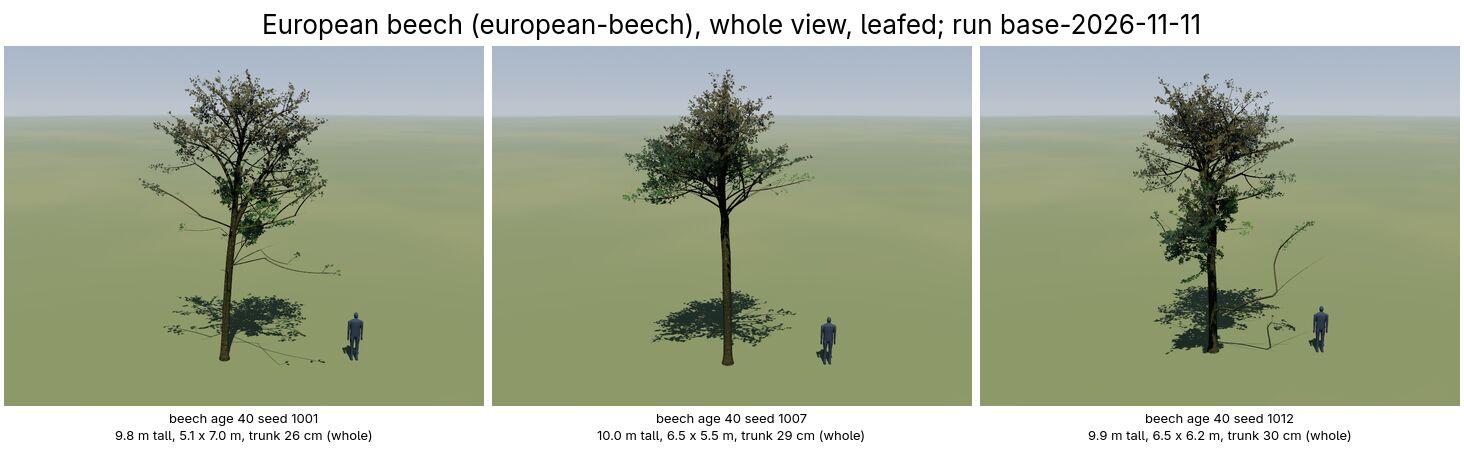 European beech (european-beech), whole view, leafed; run base-2026-11-11
beech age 40 seed 1001
9.8 m tall, 5.1 x 7.0 m, trunk 26 cm (whole)
beech age 40 seed 1007
10.0 m tall, 6.5 x 5.5 m, trunk 29 cm (whole)
beech age 40 seed 1012
9.9 m tall, 6.5 x 6.2 m, trunk 30 cm (whole)